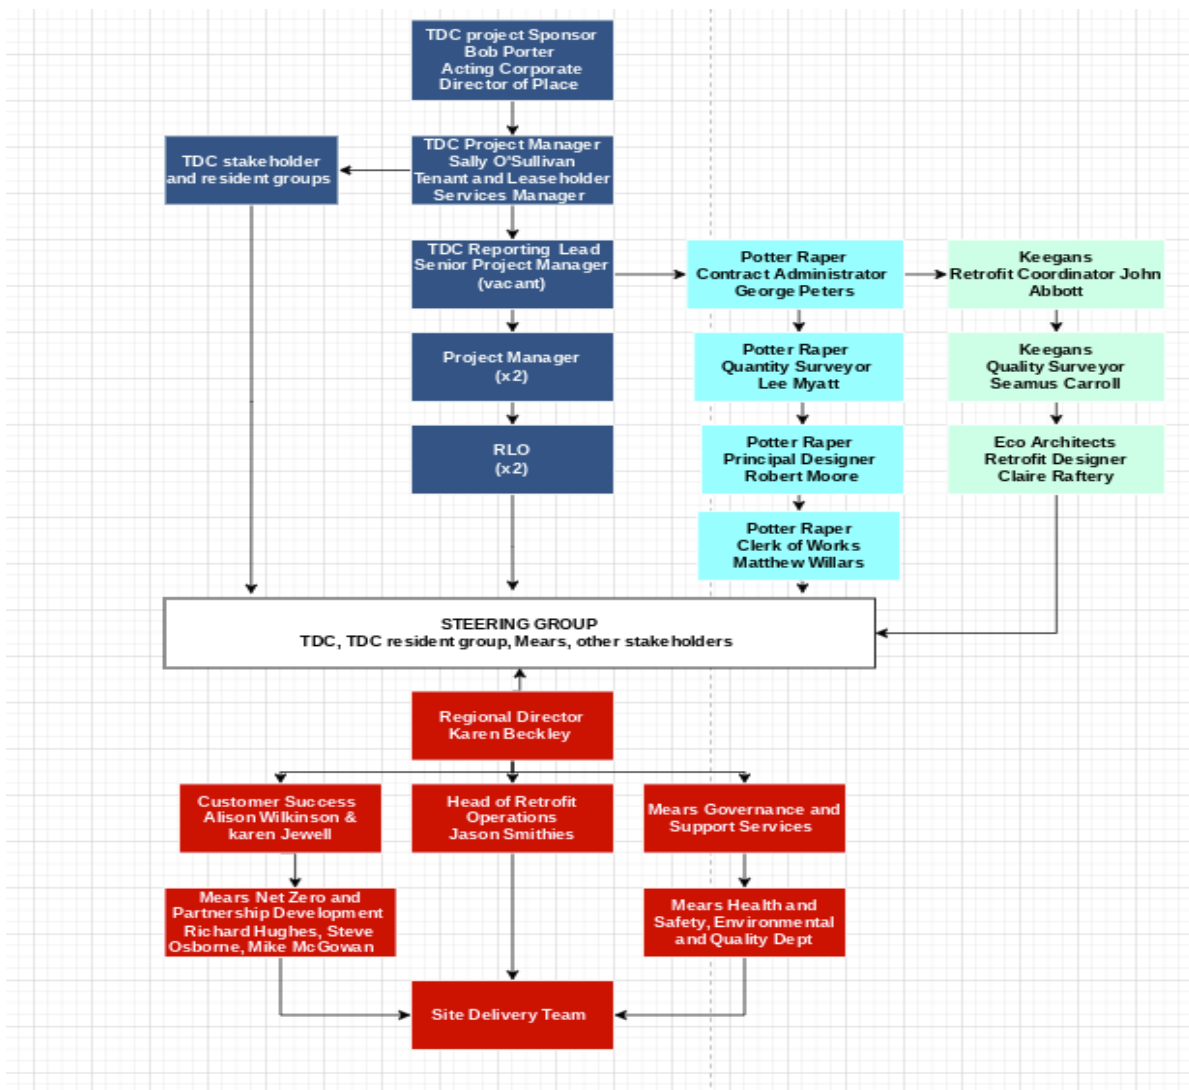 TDC project Sponsor
Bob Porter
Acting Corporate
Director of Place
TDC stakeholder
and resident groups
TDC Project Manager
Sally O'Sullivan
Tenant and Leaseholder
Services Manager
TDC Reporting Lead
Senior Project Manager
(vacant)
Potter Raper
Contract Administrator
George Peters
Keegans
Retrofit Coordinator John
Abbott
Project Manager
(x2)
Potter Raper
Quantity Surveyor
Lee Myatt
Keegans
Quality Surveyor
Seamus Carroll
RLO
(x2)
Potter Raper
Principal Designer
Robert Moore
Eco Architects
Retrofit Designer
Claire Raftery
Potter Raper
Clerk of Works
Matthew Willars
STEERING GROUP
TDC, TDC resident group, Mears, other stakeholders
Regional Director
Karen Beckley
Customer Success
Alison Wilkinson &
karen Jewell
Head of Retrofit
Operations
Jason Smithies
Mears Governance and
Support Services
Mears Net Zero and
Partnership Development
Richard Hughes, Steve
Osborne, Mike McGowan
Mears Health and
Safety, Environmental
and Quality Dept
Site Delivery Team